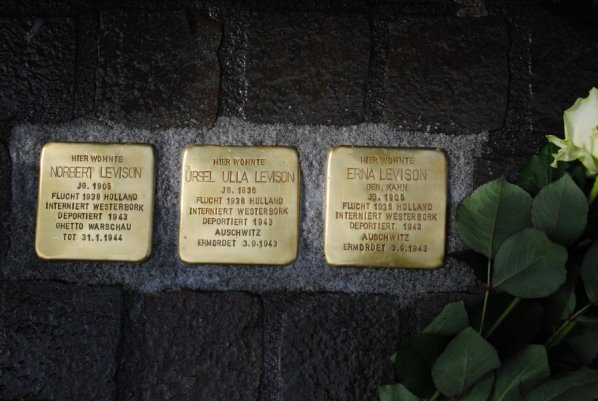 HIER WOHNTE
NORBERT LEVISON
JG. 1905
FLUCHT 1938 HOLLAND
INTERNIERT WESTERBORK
DEPORTIERT 1943
GHETTO WARSCHAU
TOT 31.1.1944
HIER WOHNTE
URSEL ULLA LEVISON
JG. 1936
FLUCHT 1938 HOLLAND
INTERNIERT WESTERBORK
DEPORTIERT 1943
AUSCHWITZ
ERMORDET 3.9.1943
HIER WOHNTE
ERNA LEVISON
GEB. KAHN
JG. 1905
FLUCHT 1938 HOLLAND
INTERNIERT WESTERBORK
DEPORTIERT 1943
AUSCHWITZ
ERMORDET 3.9.1943